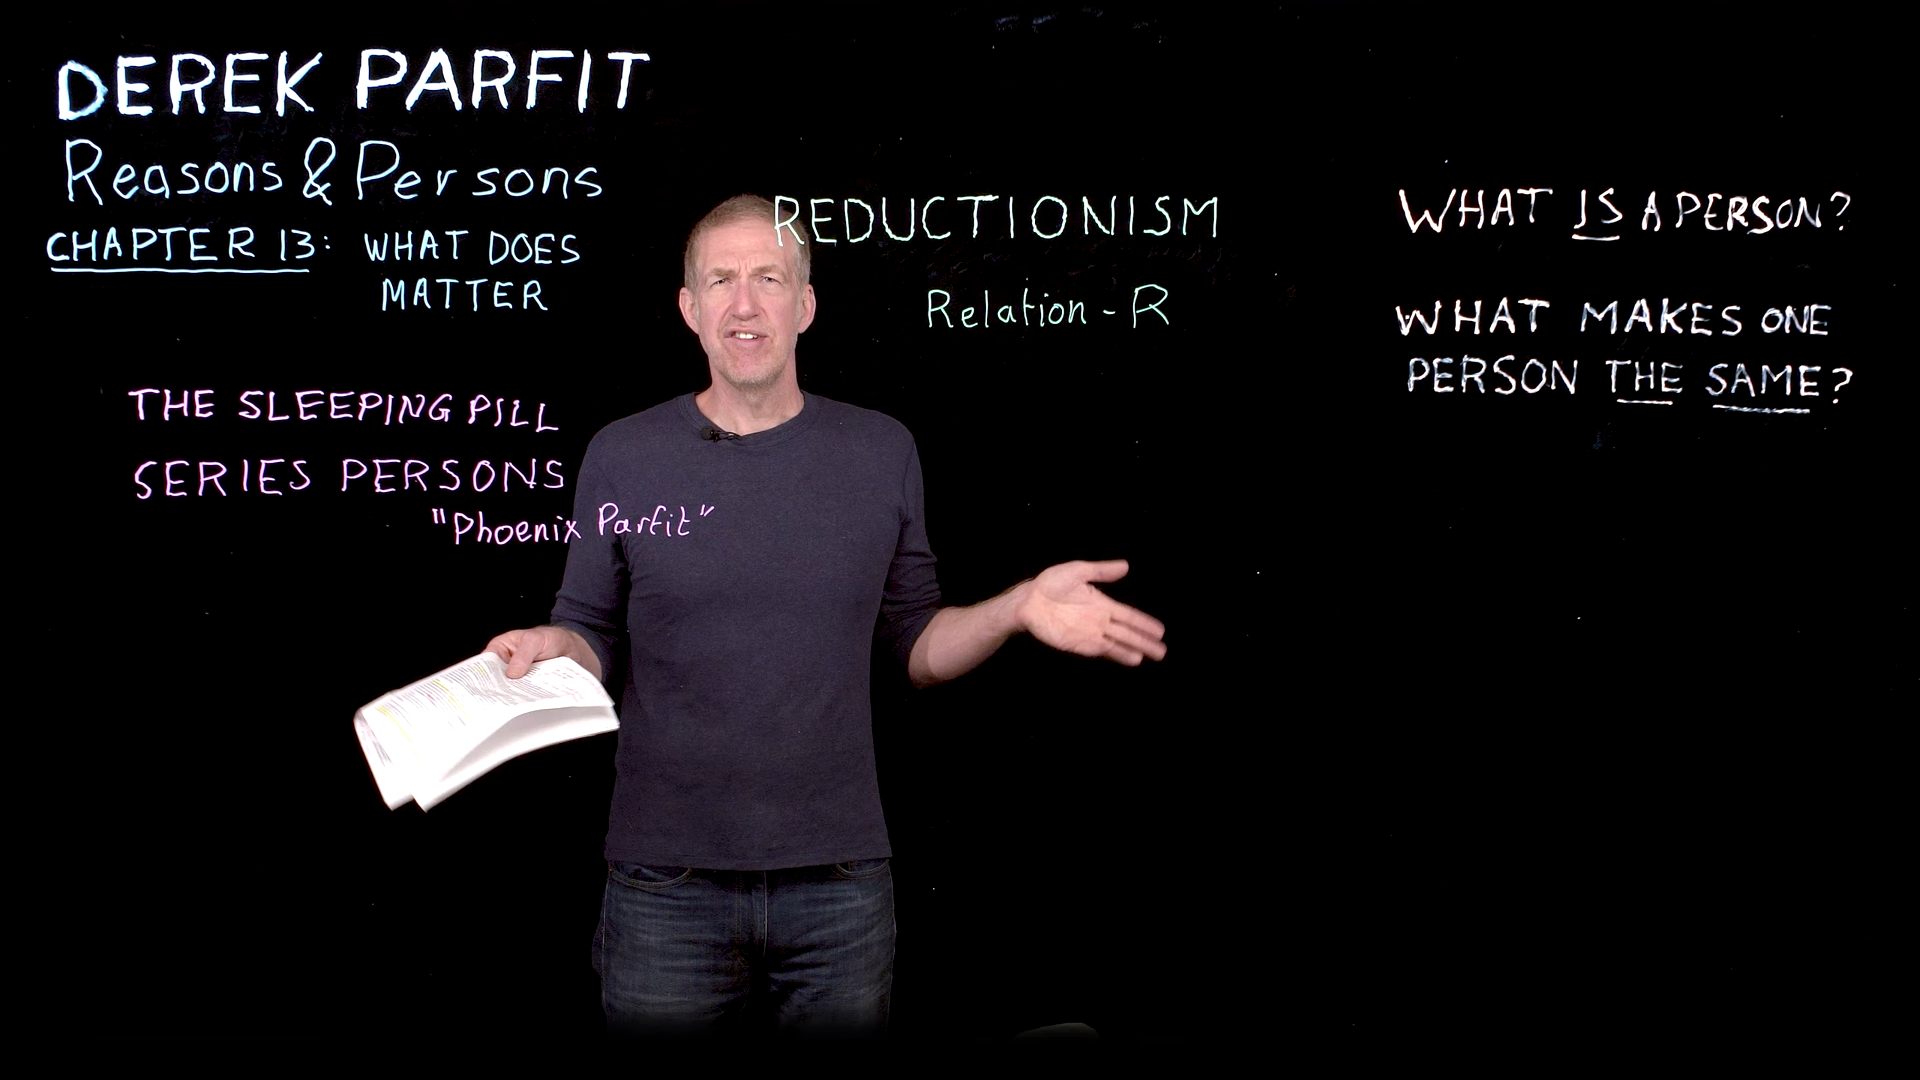 DEREK PARFIT
Reasons & Persons
CHAPTER 13: WHAT DOES
MATTER
THE SLEEPING PILL
SERIES PERSONS
"Phoenix Parfit"
REDUCTIONISM
Relation-R
WHAT IS A PERSON?
WHAT MAKES ONE
PERSON THE SAME?